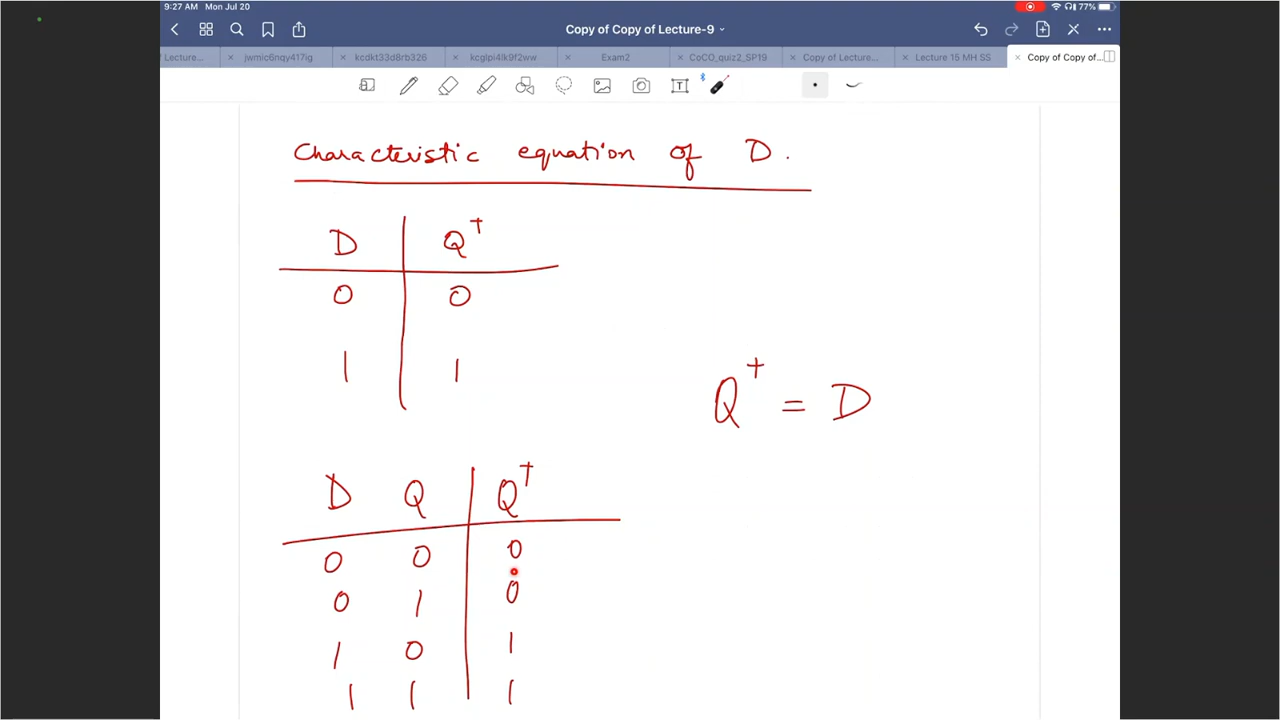 9:27 AM Mon Jul 20
77%
Copy of Copy of Lecture-9
Lecture...
jwmic6nqy417ig
kcdkt33d8rb326
kcglpi4lk9f2ww
Exam2
CoCO_quiz2_SP19
Copy of Lecture...
Lecture 15 MH SS
Copy of Copy of...
T
Characteristic equation of D.
D Q+
0 0
1 1
Q+ = D
D Q Q+
0 0 0
0 1 0
1 0 1
1 1 1